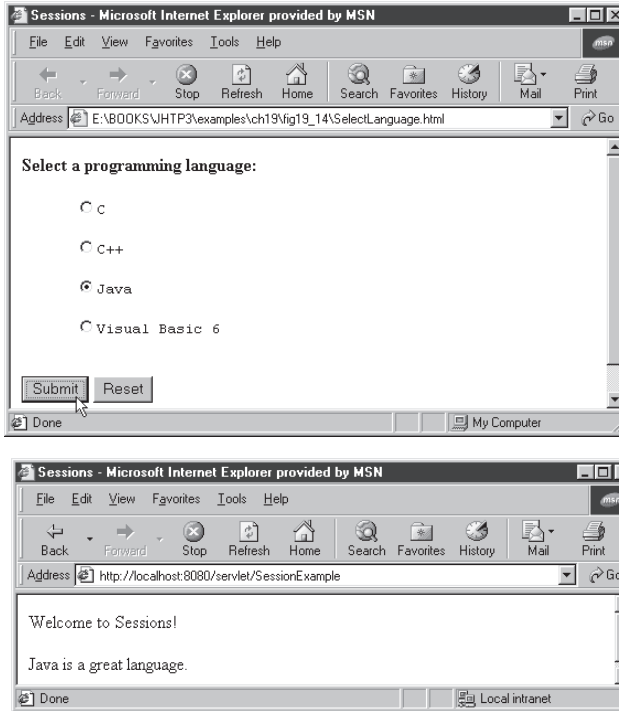 Sessions - Microsoft Internet Explorer provided by MSN
File Edit View Favorites Tools Help
msn
Back Forward Stop Refresh Home Search Favorites History Mail Print
Address E:\BOOKS\JHTP3\examples\ch19\fig19_14\SelectLanguage.html Go
Select a programming language:
C
C++
Java
Visual Basic 6
Submit Reset
Done My Computer
Sessions - Microsoft Internet Explorer provided by MSN
File Edit View Favorites Tools Help
msn
Back Forward Stop Refresh Home Search Favorites History Mail Print
Address http://localhost:8080/servlet/SessionExample Go
Welcome to Sessions!
Java is a great language.
Done Local intranet